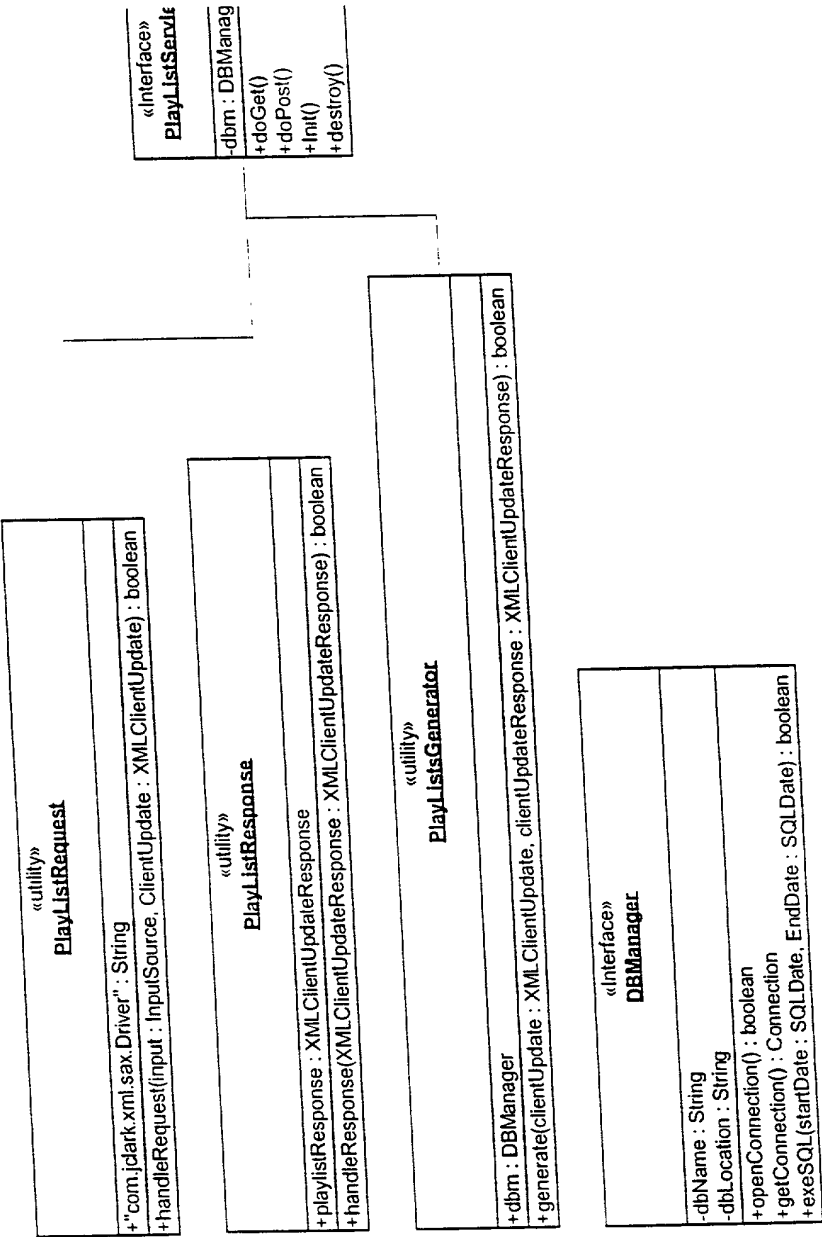 «Interface»
PlayListServle
-dbm : DBManag
+doGet()
+doPost()
+Init()
+destroy()
«utility»
PlayListRequest
+"com.jclark.xml.sax.Driver" : String
+handleRequest(input : InputSource, ClientUpdate : XMLClientUpdate) : boolean
«utility»
PlayListResponse
+playlistResponse : XMLClientUpdateResponse
+handleResponse(XMLClientUpdateResponse : XMLClientUpdateResponse) : boolean
«utility»
PlayListsGenerator
+dbm : DBManager
+generate(clientUpdate : XMLClientUpdate, clientUpdateResponse : XMLClientUpdateResponse) : boolean
«Interface»
DBManager
-dbName : String
-dbLocation : String
+openConnection() : boolean
+getConnection() : Connection
+exeSQL(startDate : SQLDate, EndDate : SQLDate) : boolean